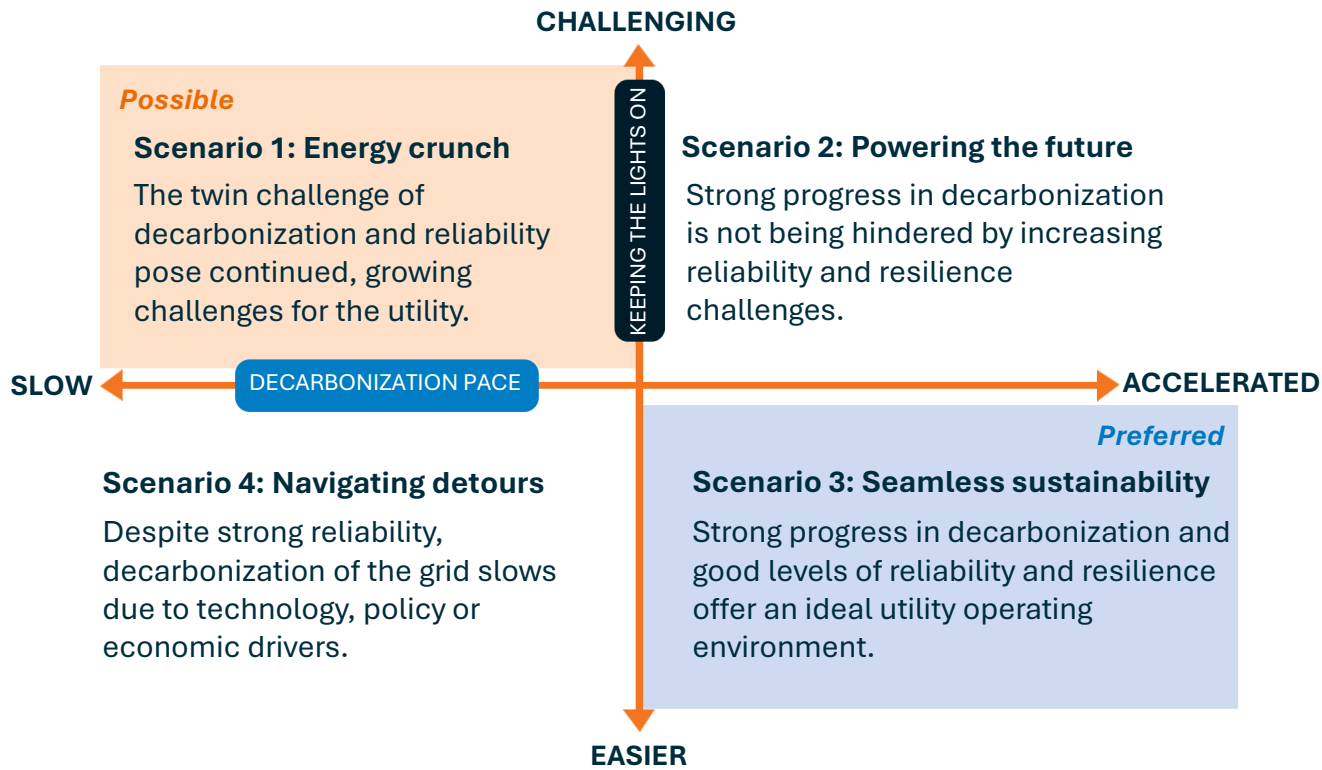 CHALLENGING
Possible
Scenario 1: Energy crunch
The twin challenge of
decarbonization and reliability
pose continued, growing
challenges for the utility.
KEEPING THE LIGHTS ON
Scenario 2: Powering the future
Strong progress in decarbonization
is not being hindered by increasing
reliability and resilience
challenges.
SLOW
DECARBONIZATION PACE
ACCELERATED
Scenario 4: Navigating detours
Despite strong reliability,
decarbonization of the grid slows
due to technology, policy or
economic drivers.
Preferred
Scenario 3: Seamless sustainability
Strong progress in decarbonization and
good levels of reliability and resilience
offer an ideal utility operating
environment.
EASIER